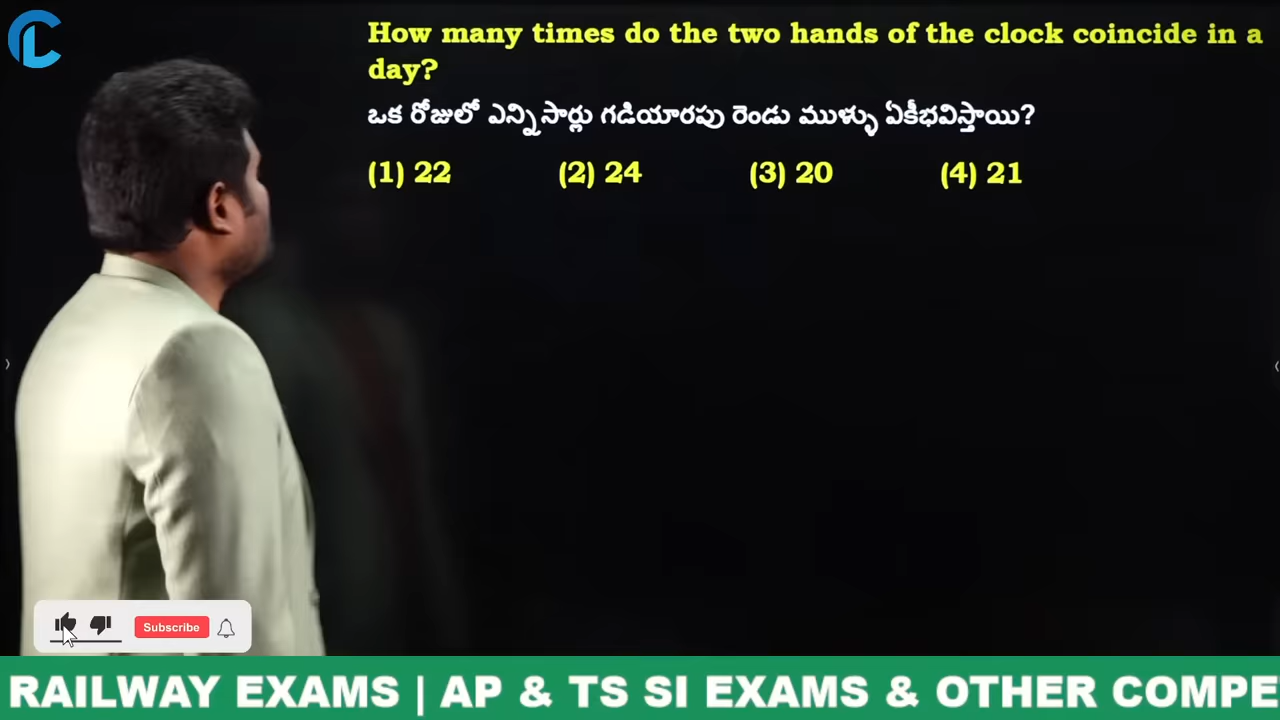 How many times do the two hands of the clock coincide in a
day?
ఒక రోజులో ఎన్నిసార్లు గడియారపు రెండు ముళ్ళు ఏకీభవిస్తాయి?
(1) 22 (2) 24 (3) 20 (4) 21
Subscribe
RAILWAY EXAMS | AP & TS SI EXAMS & OTHER COMPE